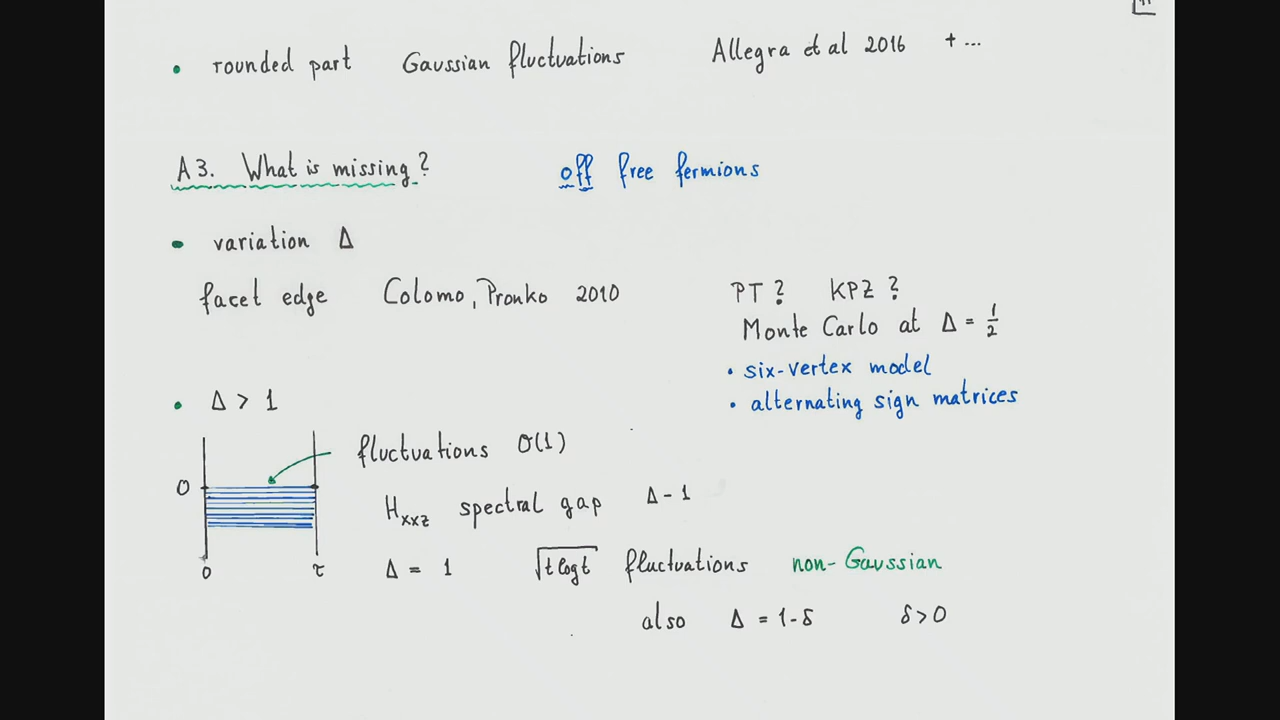 • rounded part Gaussian fluctuations Allegra et al 2016 + ...
A3. What is missing? off free fermions
• variation Δ
facet edge Colomo, Pronko 2010 PT? KPZ?
Monte Carlo at Δ = 1/2
• six-vertex model
• alternating sign matrices
• Δ > 1
fluctuations O(1)
0
H_XXZ spectral gap Δ - 1
0 τ Δ = 1 √(t log t) fluctuations non-Gaussian
also Δ = 1-δ δ>0